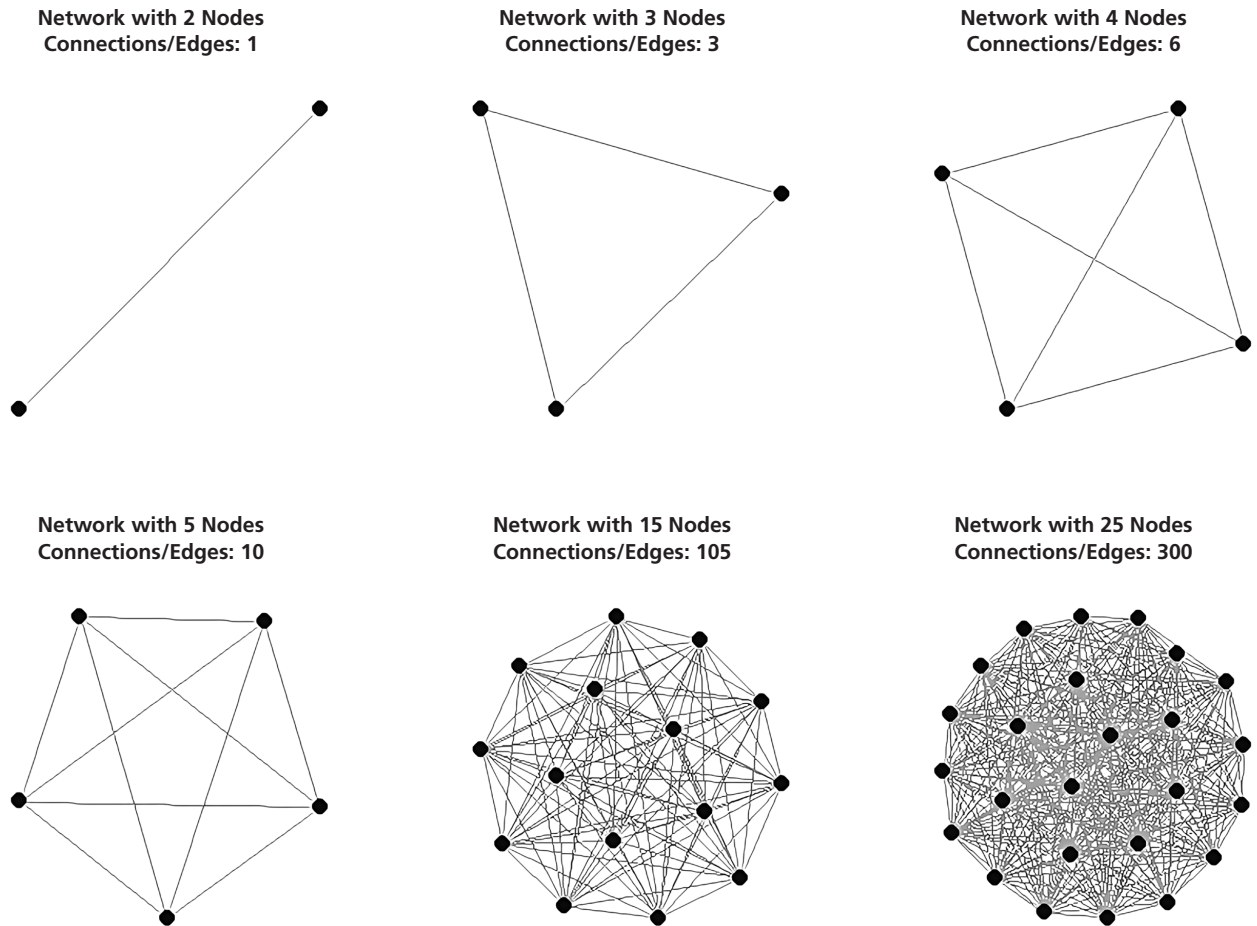 Network with 2 Nodes
Connections/Edges: 1
Network with 3 Nodes
Connections/Edges: 3
Network with 4 Nodes
Connections/Edges: 6
Network with 5 Nodes
Connections/Edges: 10
Network with 15 Nodes
Connections/Edges: 105
Network with 25 Nodes
Connections/Edges: 300